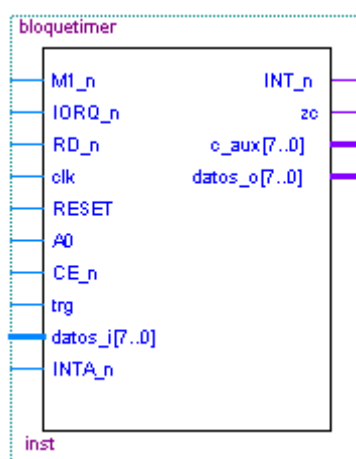 bloquetimer
M1_n INT_n
IORQ_n zc
RD_n c_aux[7..0]
clk datos_o[7..0]
RESET
A0
CE_n
trg
datos_i[7..0]
INTA_n
inst